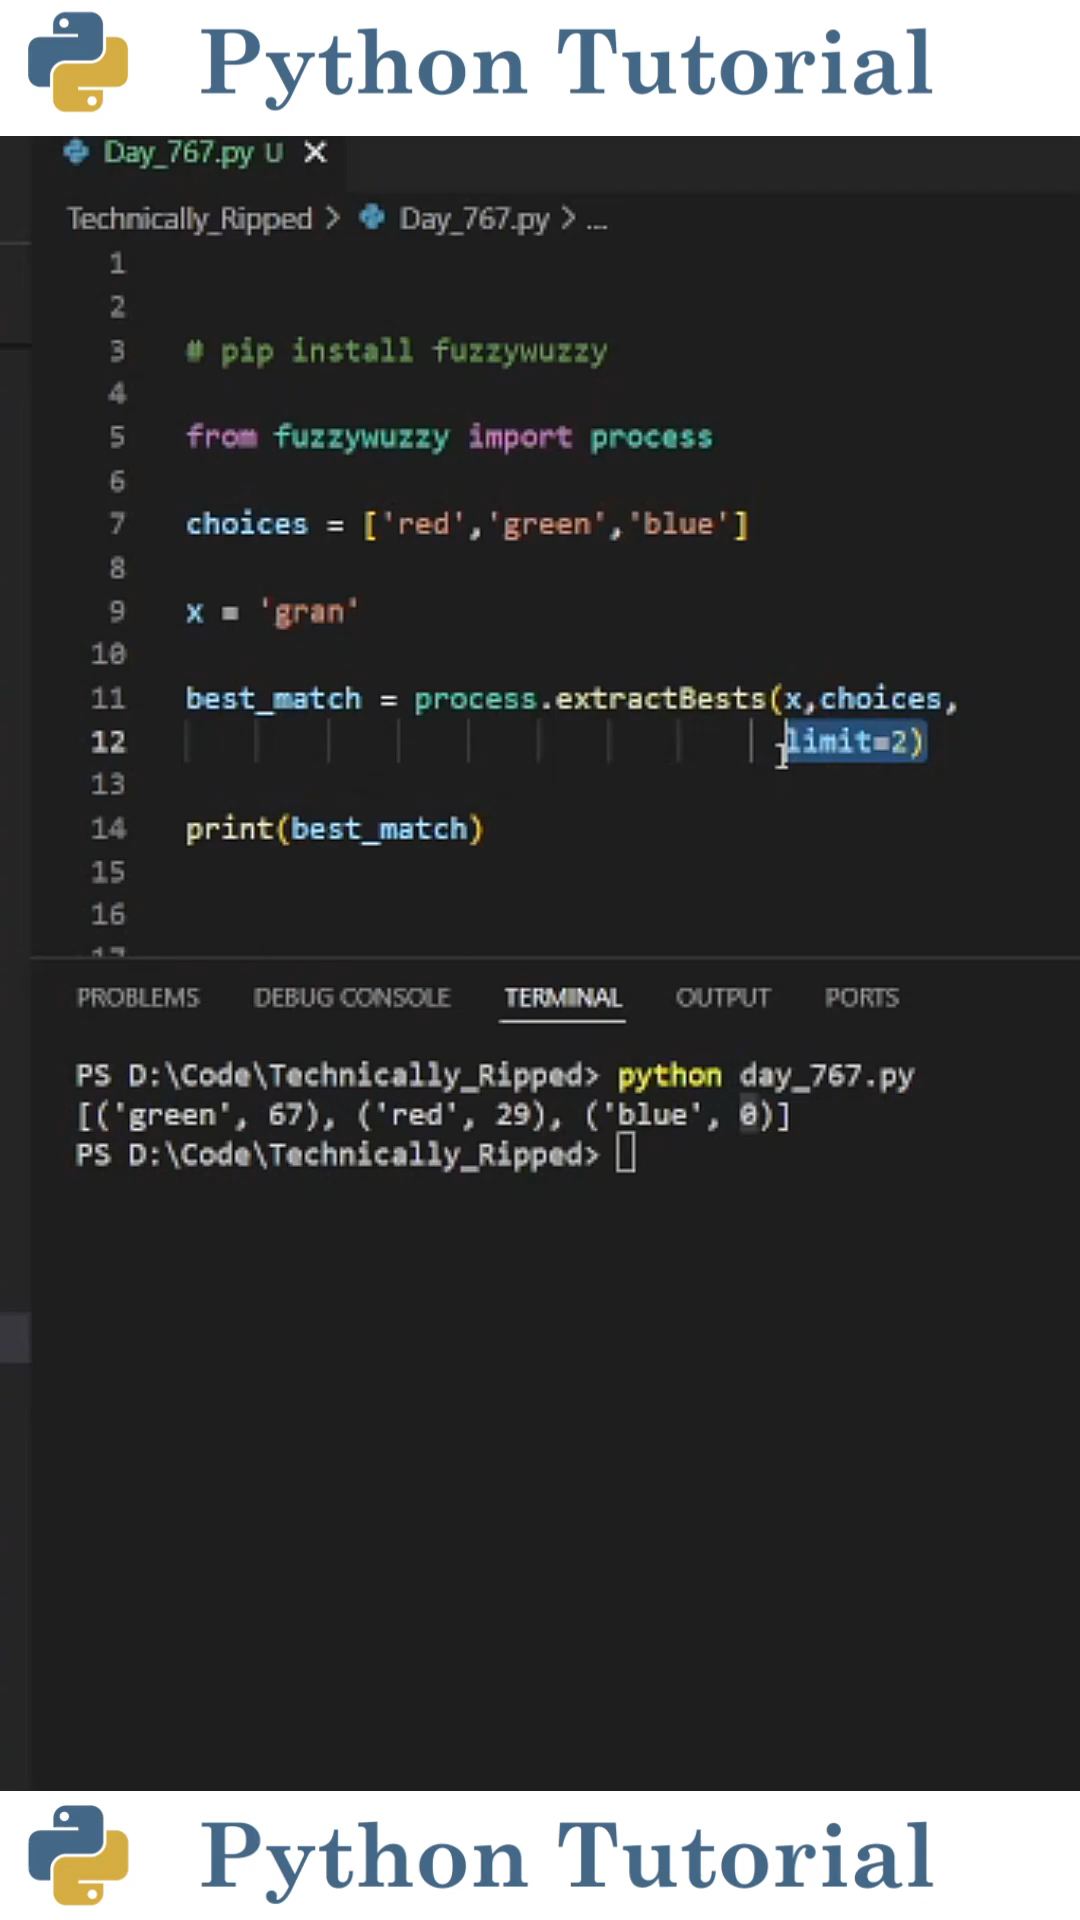 Python Tutorial
Day_767.py U
Technically_Ripped > Day_767.py > ...
1
2
3 # pip install fuzzywuzzy
4
5 from fuzzywuzzy import process
6
7 choices = ['red','green','blue']
8
9 x = 'gran'
10
11 best_match = process.extractBests(x,choices,
12 limit=2)
13
14 print(best_match)
15
16
17
PROBLEMS DEBUG CONSOLE TERMINAL OUTPUT PORTS
PS D:\Code\Technically_Ripped> python day_767.py
[('green', 67), ('red', 29), ('blue', 0)]
PS D:\Code\Technically_Ripped>
Python Tutorial